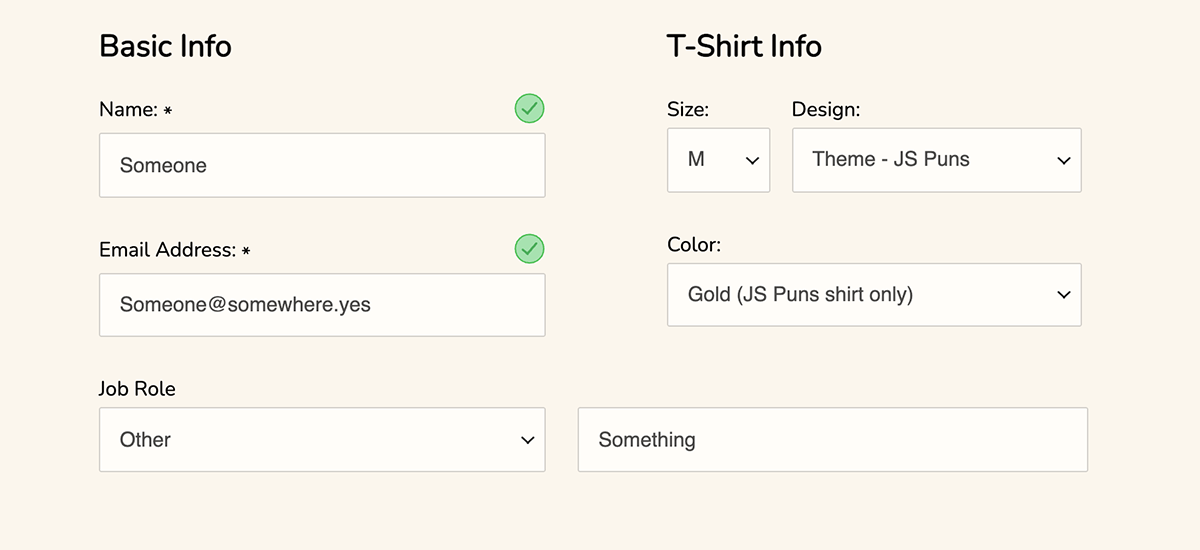 Basic Info
Name: *
Someone
Email Address: *
Someone@somewhere.yes
Job Role
Other
Something
T-Shirt Info
Size:
M
Design:
Theme - JS Puns
Color:
Gold (JS Puns shirt only)